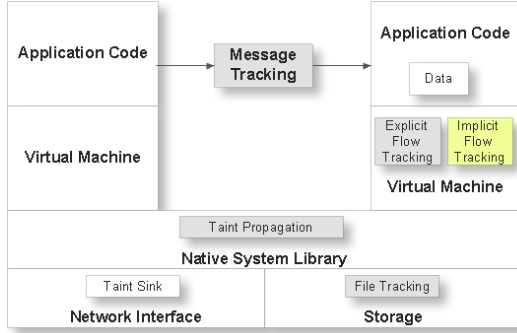 Application Code
Message
Tracking
Application Code
Data
Virtual Machine
Explicit
Flow
Tracking
Implicit
Flow
Tracking
Virtual Machine
Taint Propagation
Native System Library
Taint Sink
Network Interface
File Tracking
Storage